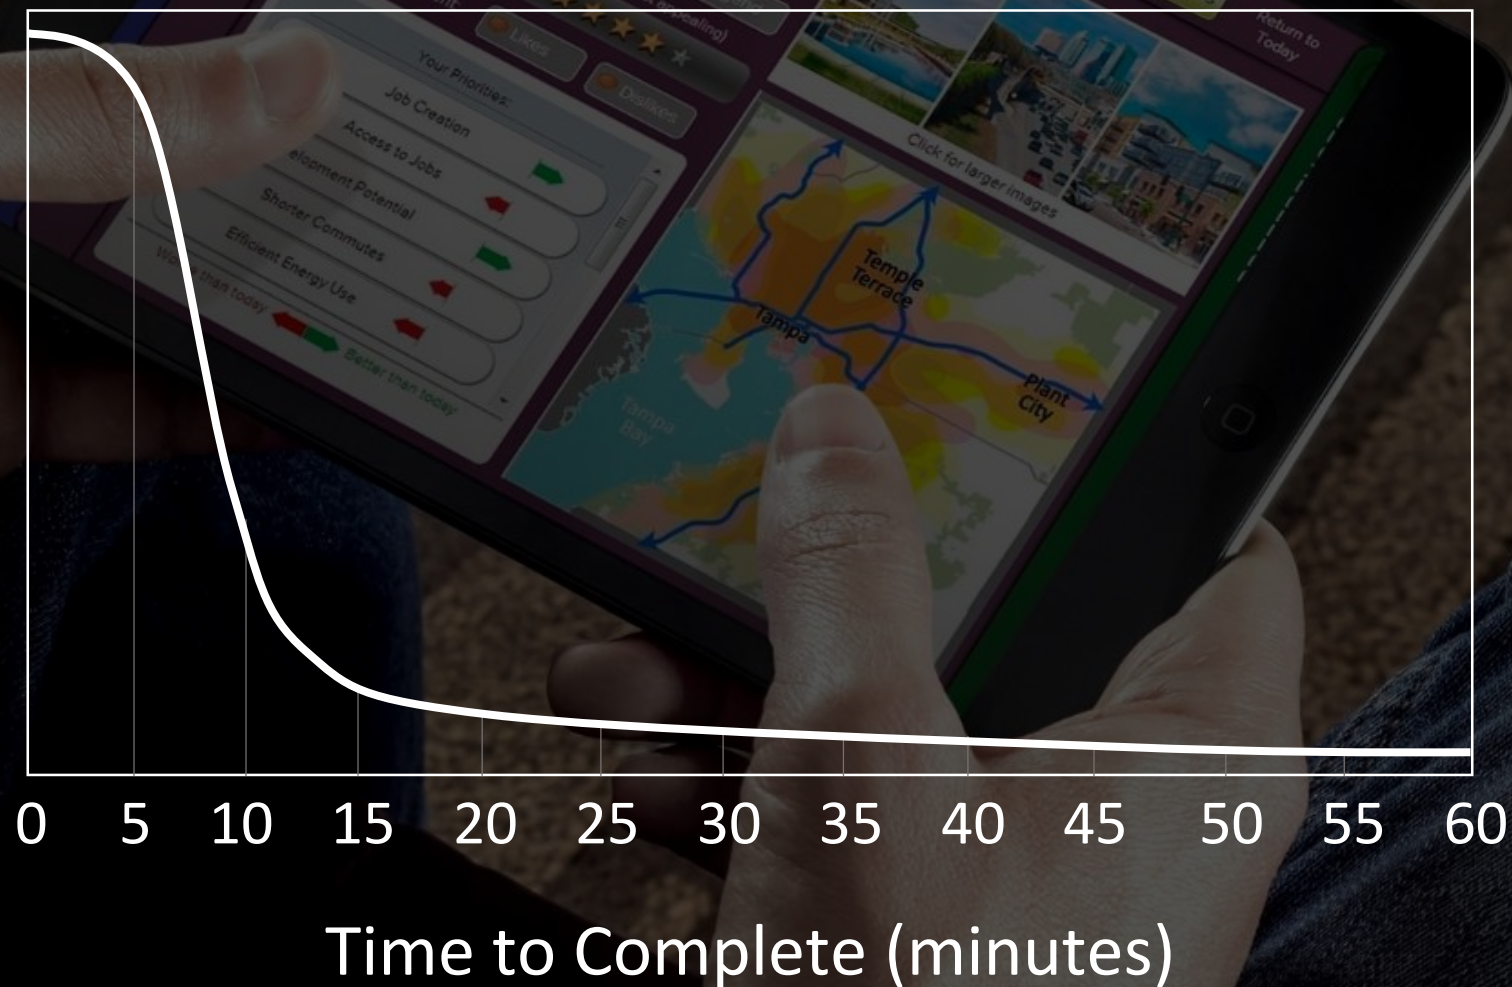 appealing)
Likes
Dislikes
Return to
Today
Your Priorities:
Job Creation
Access to Jobs
Potential
Shorter Commutes
Efficient Energy Use
than today
Better than today
Click for larger images
Temple
Terrace
Tampa
Plant
City
Tampa
Bay
0 5 10 15 20 25 30 35 40 45 50 55 60
Time to Complete (minutes)